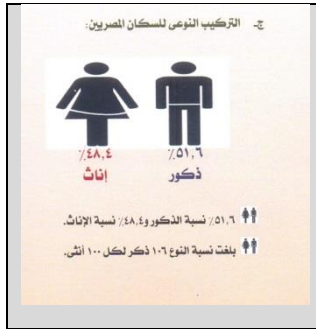 ج- التركيب النوعى للسكان المصريين:
٥١,٦٪ ٤٨,٤٪
ذكور إناث
٥١,٦٪ نسبة الذكور و٤٨,٤٪ نسبة الإناث.
بلغت نسبة النوع ١٠٦ ذكر لكل ١٠٠ أنثى.